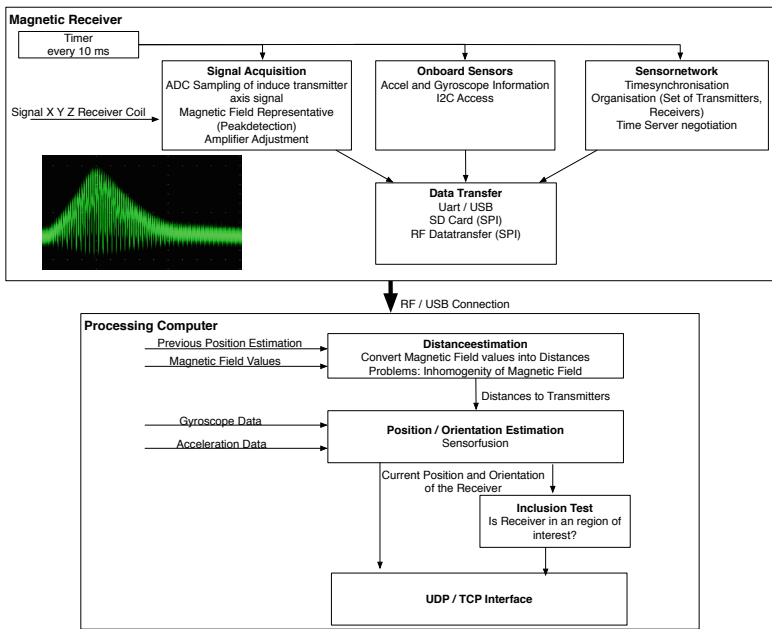 Magnetic Receiver
Timer
every 10 ms
Signal Acquisition
ADC Sampling of induce transmitter
axis signal
Magnetic Field Representative
(Peakdetection)
Amplifier Adjustment
Onboard Sensors
Accel and Gyroscope Information
I2C Access
Sensornetwork
Timesynchronisation
Organisation (Set of Transmitters,
Receivers)
Time Server negotiation
Signal X Y Z Receiver Coil
Data Transfer
Uart / USB
SD Card (SPI)
RF Datatransfer (SPI)
RF / USB Connection
Processing Computer
Previous Position Estimation
Magnetic Field Values
Distanceestimation
Convert Magnetic Field values into Distances
Problems: Inhomogenity of Magnetic Field
Distances to Transmitters
Gyroscope Data
Acceleration Data
Position / Orientation Estimation
Sensorfusion
Current Position and Orientation
of the Receiver
Inclusion Test
Is Receiver in an region of
interest?
UDP / TCP Interface